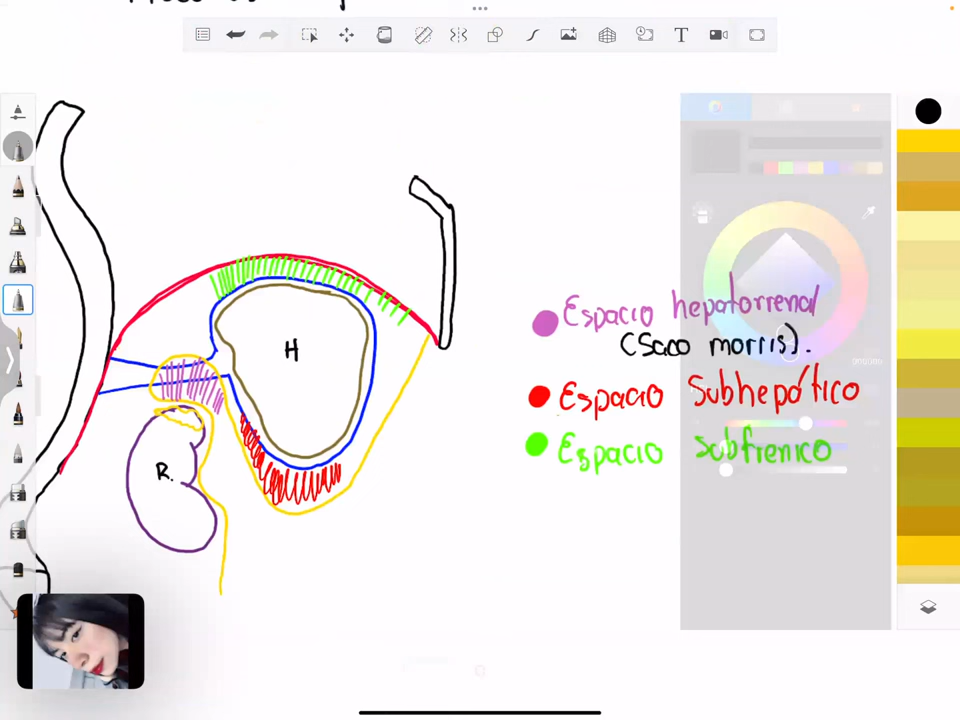 H
R.
Espacio hepatorrenal
(Saco morris).
Espacio Subhepático
Espacio subfrenico
T